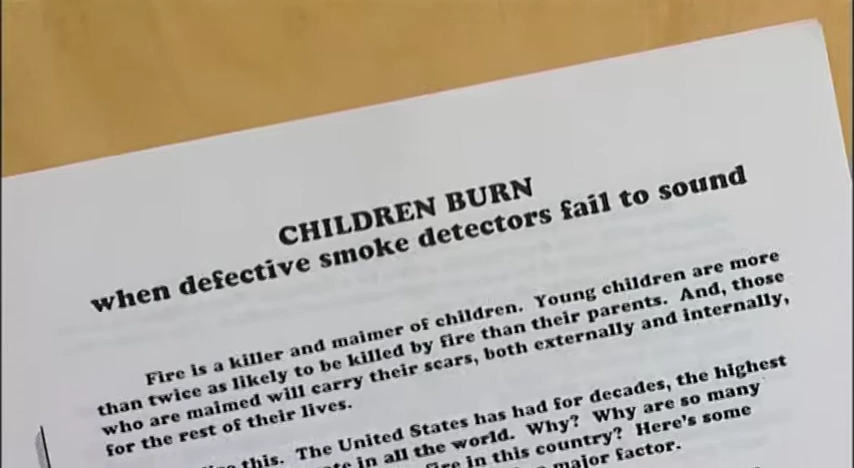 CHILDREN BURN
when defective smoke detectors fail to sound
Fire is a killer and maimer of children. Young children are more
than twice as likely to be killed by fire than their parents. And, those
who are maimed will carry their scars, both externally and internally,
for the rest of their lives.
this. The United States has had for decades, the highest
in all the world. Why? Why are so many
in this country? Here's some
major factor.